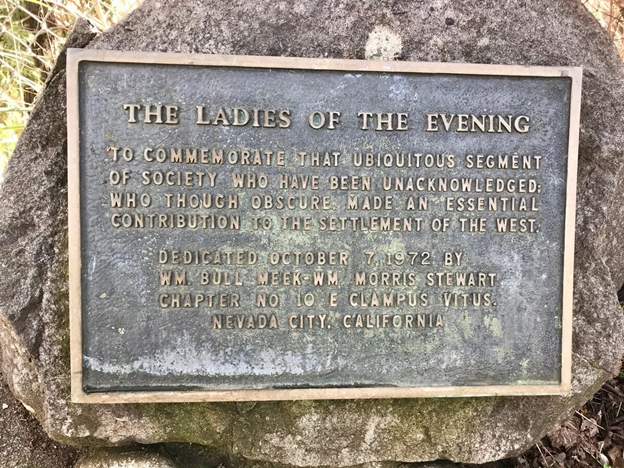 THE LADIES OF THE EVENING
TO COMMEMORATE THAT UBIQUITOUS SEGMENT
OF SOCIETY WHO HAVE BEEN UNACKNOWLEDGED;
WHO THOUGH OBSCURE, MADE AN ESSENTIAL
CONTRIBUTION TO THE SETTLEMENT OF THE WEST.
DEDICATED OCTOBER 7, 1972 BY
WM. BULL MEEK-WM. MORRIS STEWART
CHAPTER NO. 10 E CLAMPUS VITUS.
NEVADA CITY, CALIFORNIA